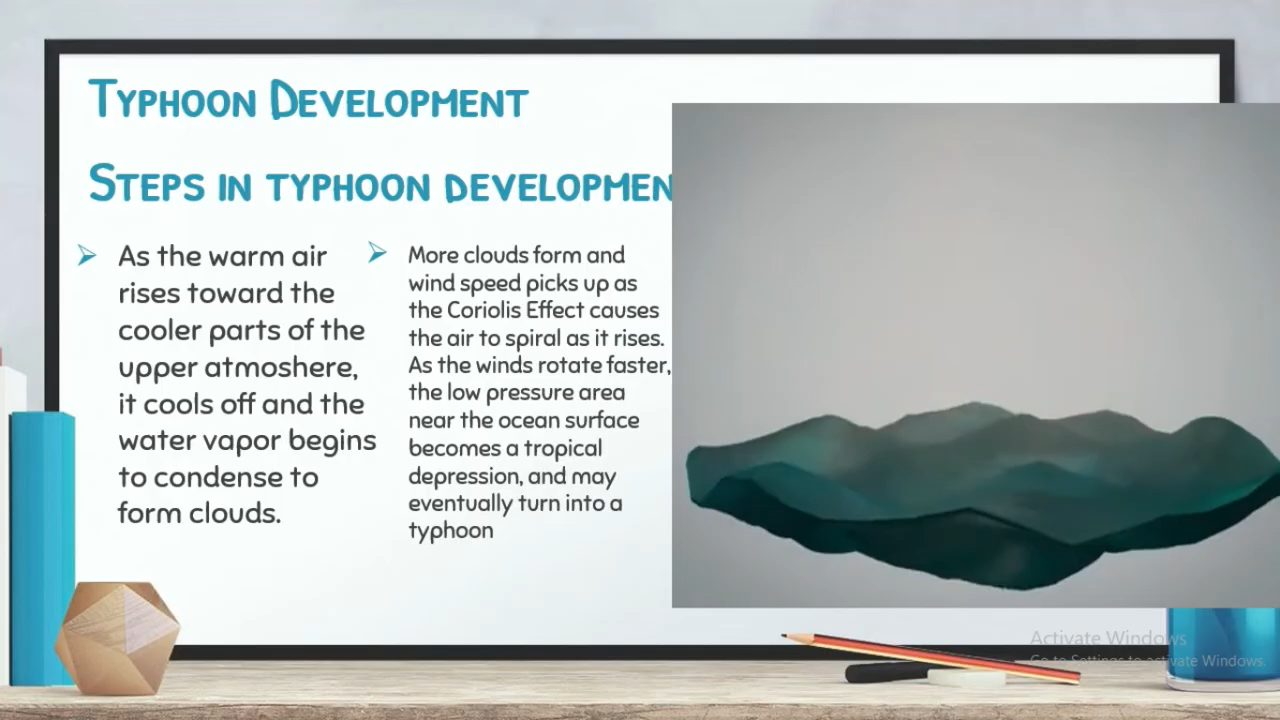 Typhoon Development
Steps in typhoon developmen
As the warm air
rises toward the
cooler parts of the
upper atmoshere,
it cools off and the
water vapor begins
to condense to
form clouds.
More clouds form and
wind speed picks up as
the Coriolis Effect causes
the air to spiral as it rises.
As the winds rotate faster,
the low pressure area
near the ocean surface
becomes a tropical
depression, and may
eventually turn into a
typhoon
Activate Windows
Go to Settings to activate Windows.